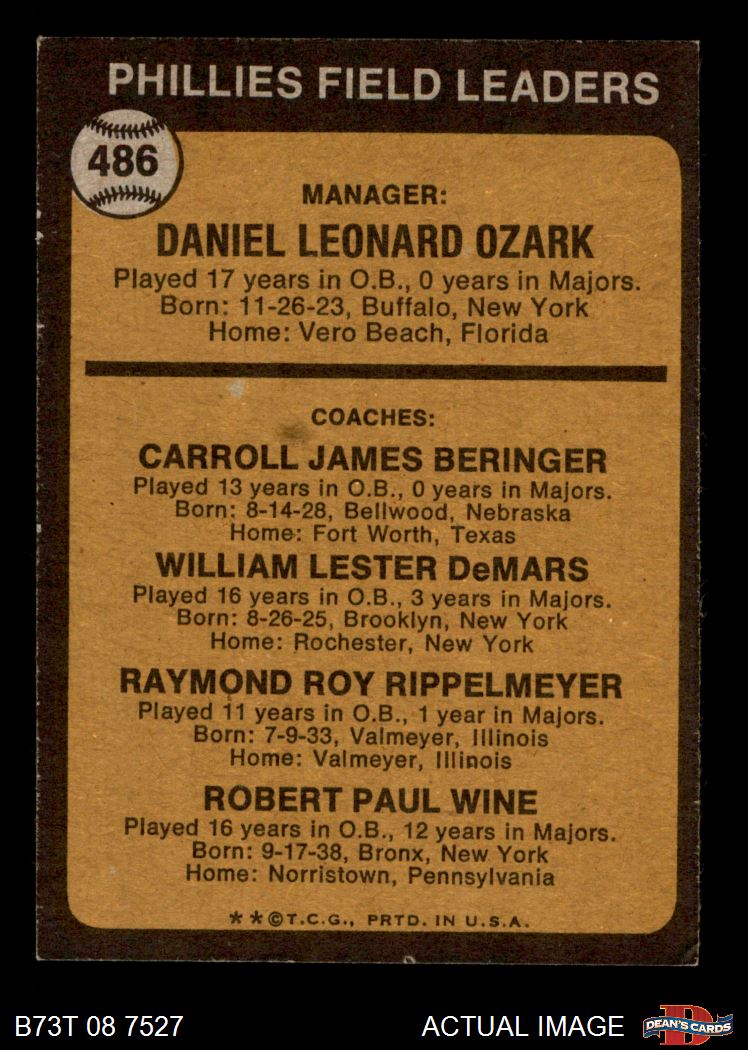 PHILLIES FIELD LEADERS
486
MANAGER:
DANIEL LEONARD OZARK
Played 17 years in O.B., 0 years in Majors.
Born: 11-26-23, Buffalo, New York
Home: Vero Beach, Florida
COACHES:
CARROLL JAMES BERINGER
Played 13 years in O.B., 0 years in Majors.
Born: 8-14-28, Bellwood, Nebraska
Home: Fort Worth, Texas
WILLIAM LESTER DeMARS
Played 16 years in O.B., 3 years in Majors.
Born: 8-26-25, Brooklyn, New York
Home: Rochester, New York
RAYMOND ROY RIPPELMEYER
Played 11 years in O.B., 1 year in Majors.
Born: 7-9-33, Valmeyer, Illinois
Home: Valmeyer, Illinois
ROBERT PAUL WINE
Played 16 years in O.B., 12 years in Majors.
Born: 9-17-38, Bronx, New York
Home: Norristown, Pennsylvania
**©T.C.G., PRTD. IN U.S.A.
B73T 08 7527 ACTUAL IMAGE DEAN'S CARDS